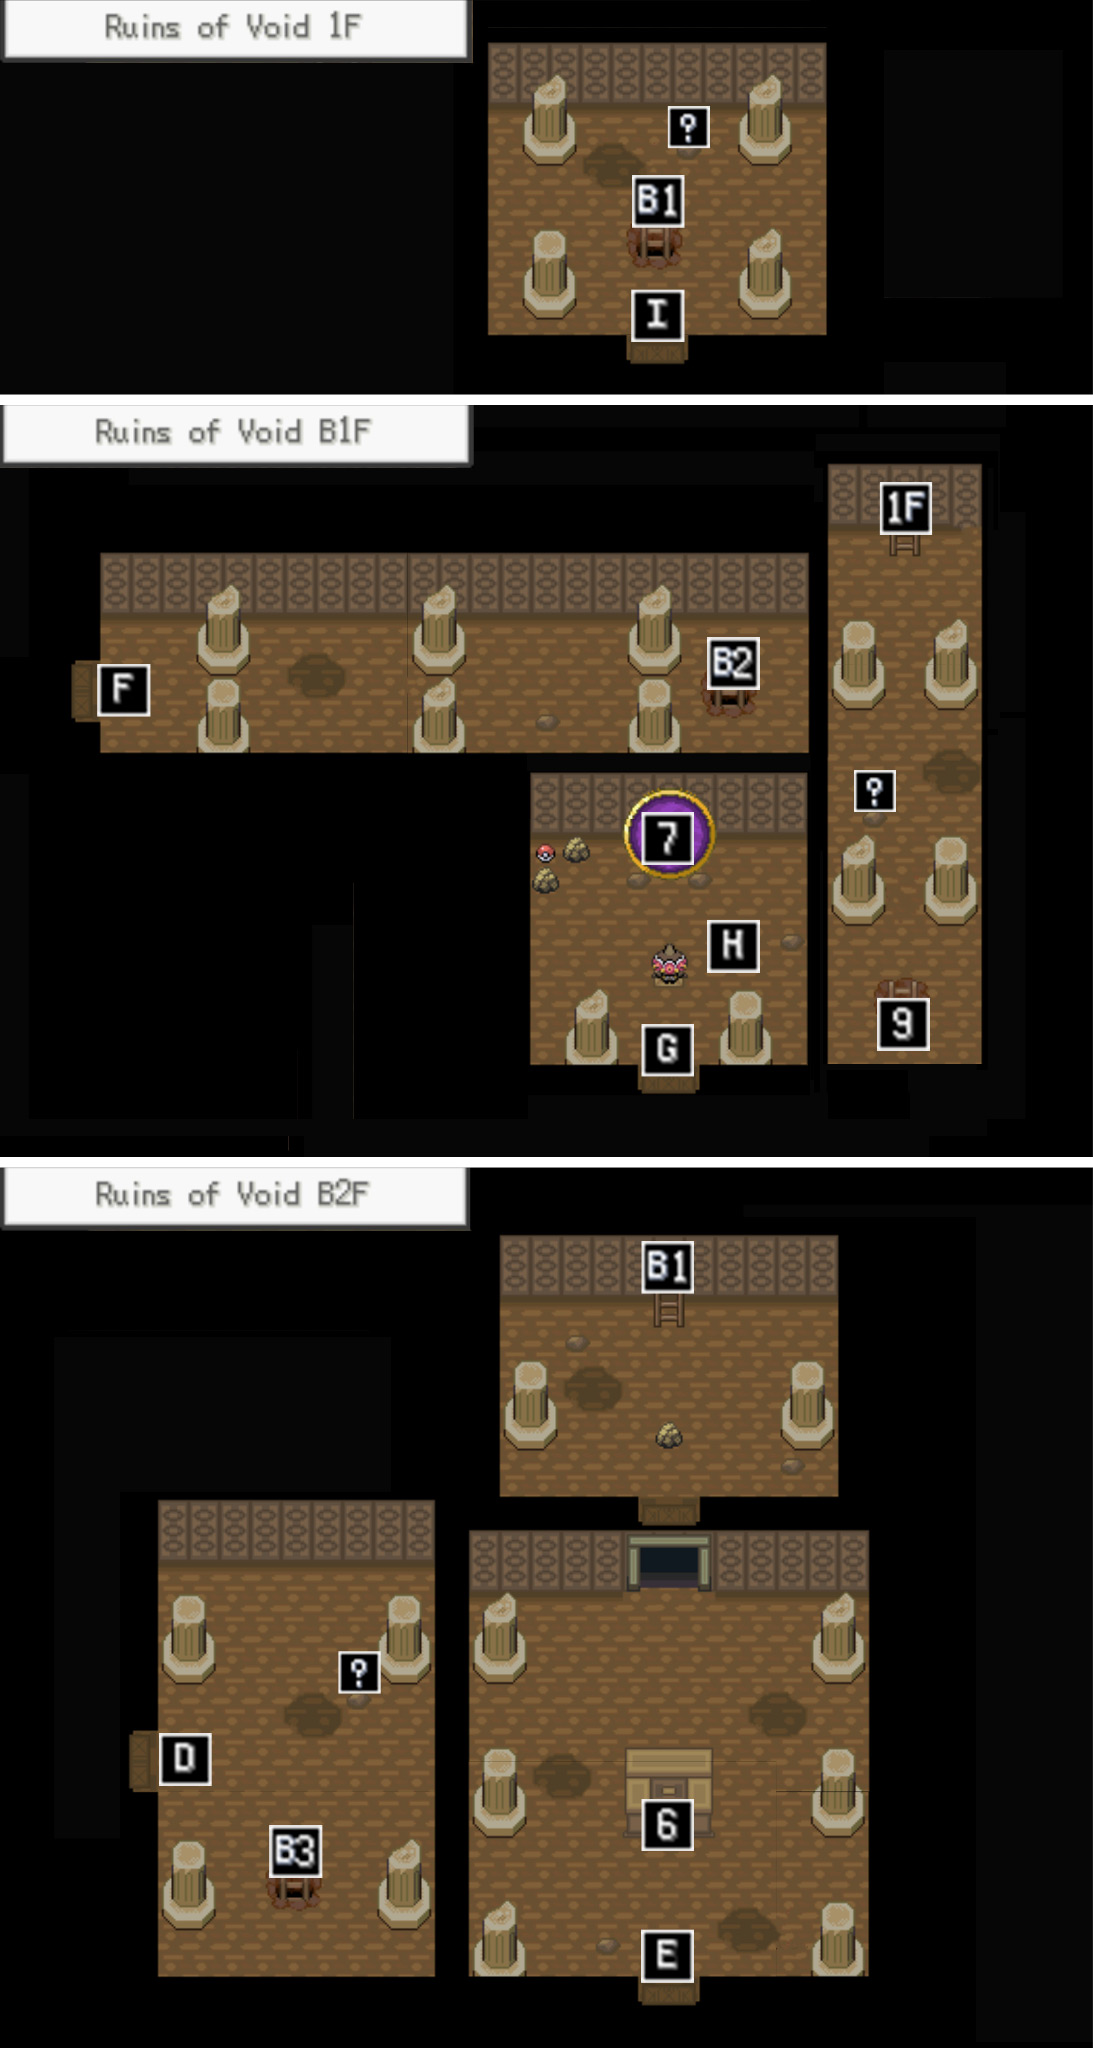 Ruins of Void 1F
?
B1
I
Ruins of Void B1F
1F
F
B2
?
7
H
9
G
Ruins of Void B2F
B1
?
D
6
B3
E